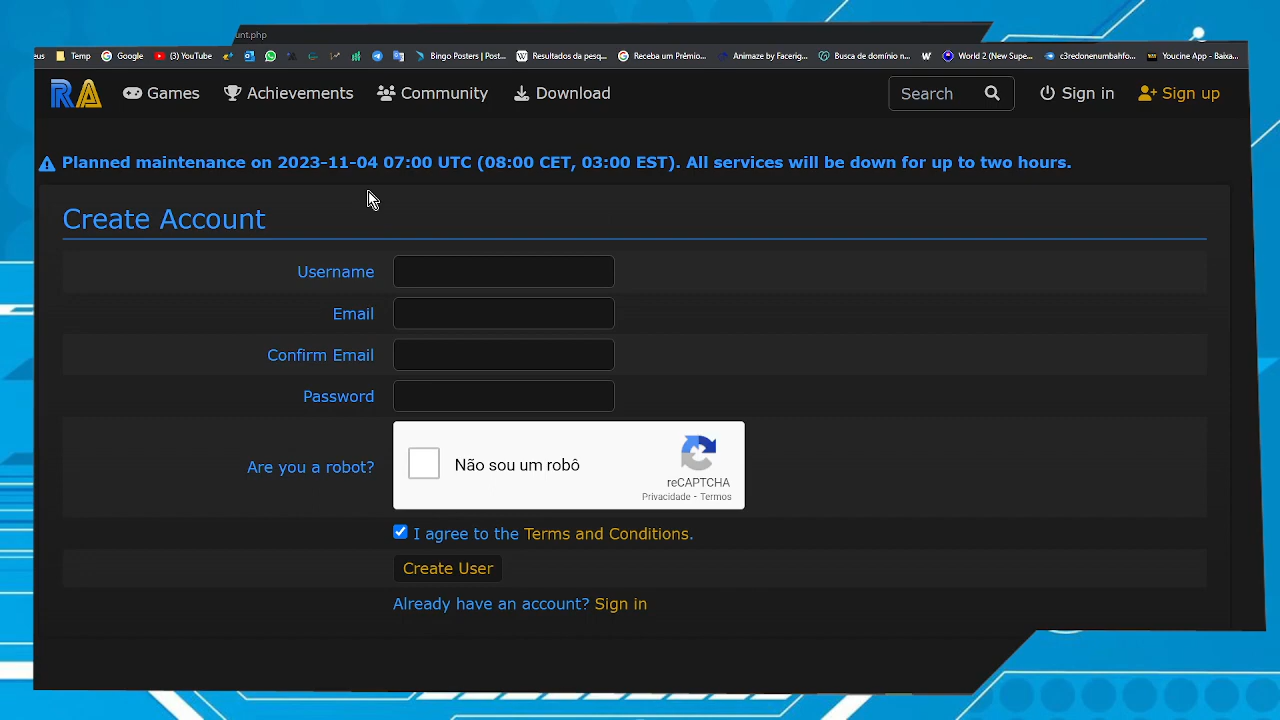 unt.php
eus Temp Google (3) YouTube Bingo Posters | Post... Resultados da pesq... Receba um Prêmio... Animaze by Facerig... Busca de domínio n... World 2 (New Supe... c3redonenumbahfo... Youcine App - Baixa...
RA Games Achievements Community Download Search Sign in Sign up
Planned maintenance on 2023-11-04 07:00 UTC (08:00 CET, 03:00 EST). All services will be down for up to two hours.
Create Account
Username
Email
Confirm Email
Password
Are you a robot? Não sou um robô
reCAPTCHA
Privacidade - Termos
I agree to the Terms and Conditions.
Create User
Already have an account? Sign in